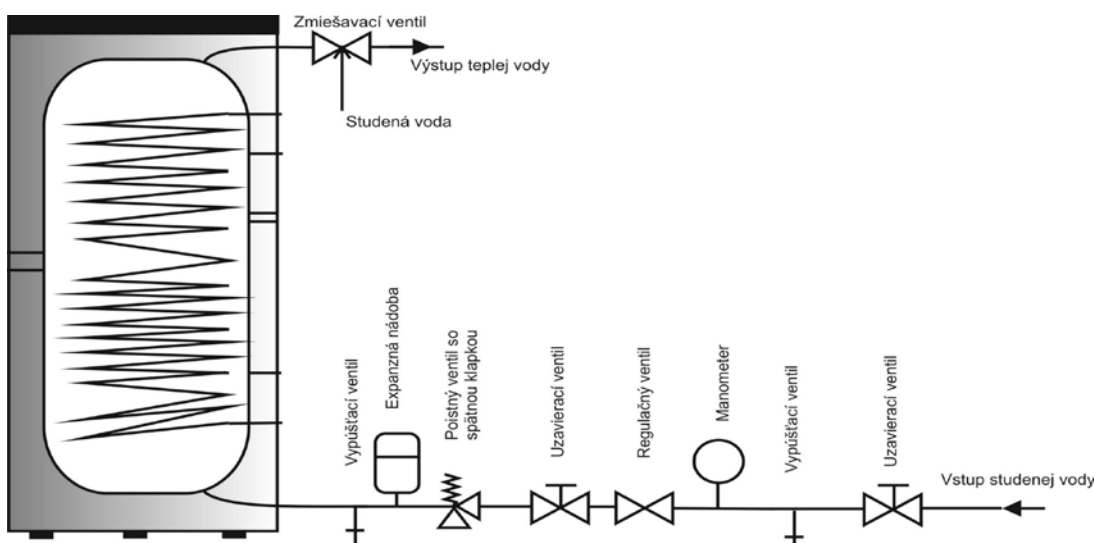 Zmiešavací ventil
Výstup teplej vody
Studená voda
Vypúšťací ventil
Expanzná nádoba
Poistný ventil so
spätnou klapkou
Uzavierací ventil
Regulačný ventil
Manometer
Vypúšťací ventil
Uzavierací ventil
Vstup studenej vody